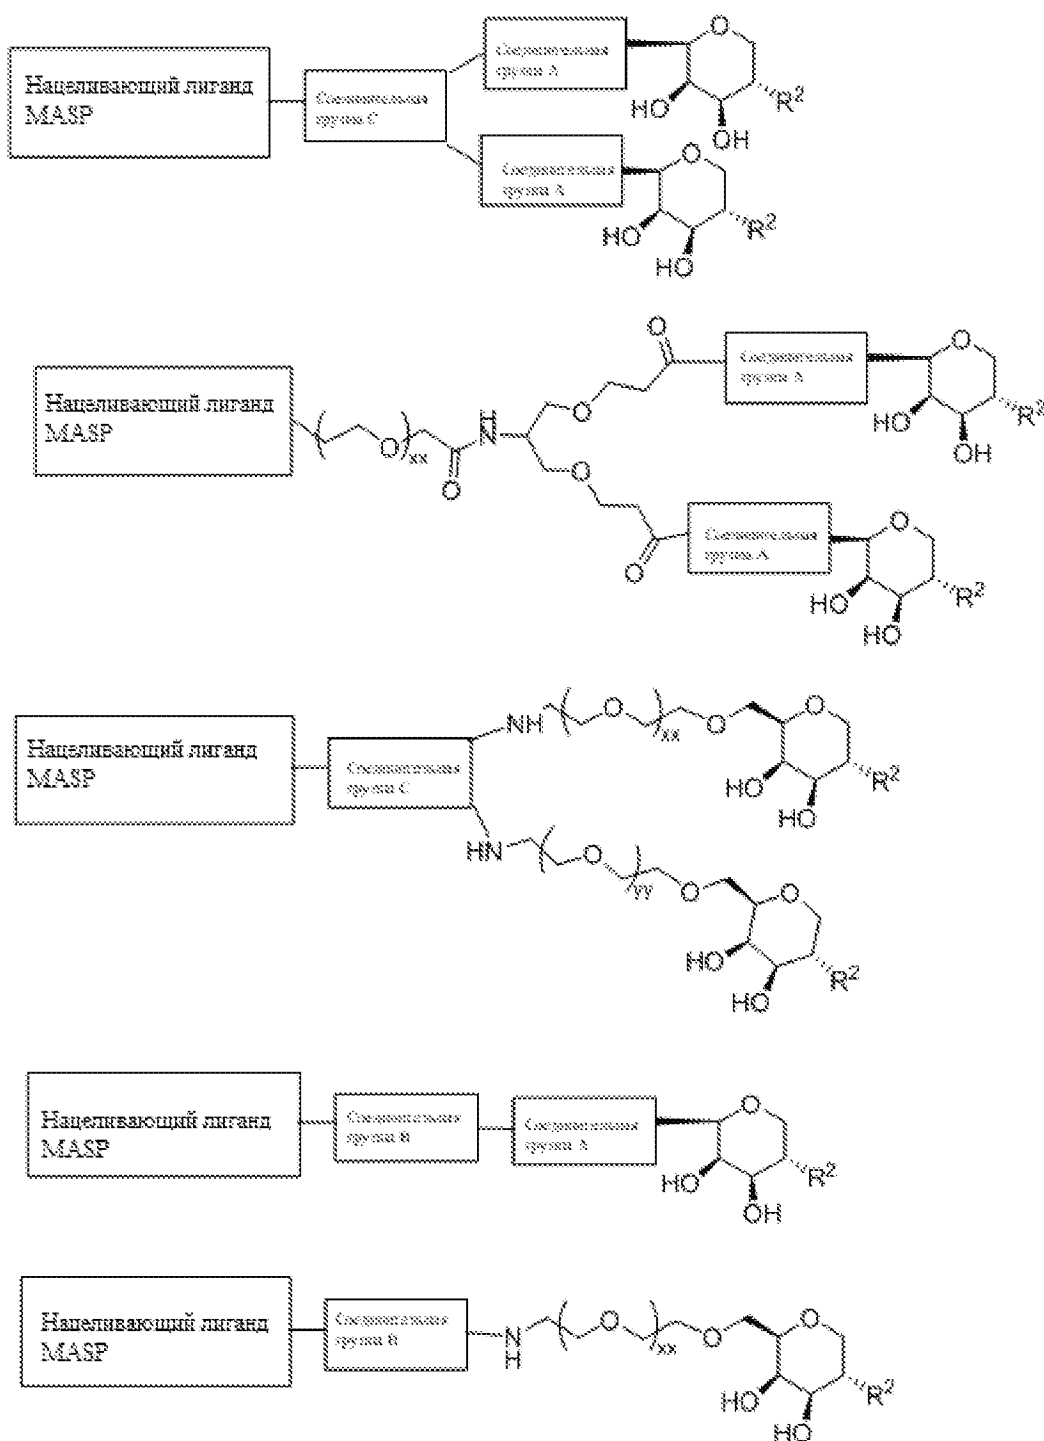 Нацеливающий лиганд
MASP
Соединительная
группа C
Соединительная
группа A
O
HO
OH
R²
Соединительная
группа A
O
HO
HO
R²
Нацеливающий лиганд
MASP
O
xx
O
H
N
O
O
O
O
Соединительная
группа A
O
HO
OH
R²
Соединительная
группа A
O
HO
HO
R²
Нацеливающий лиганд
MASP
Соединительная
группа C
NH
O
xx
O
O
HO
HO
R²
HN
O
yy
O
O
HO
HO
R²
Нацеливающий лиганд
MASP
Соединительная
группа B
Соединительная
группа A
O
HO
OH
R²
Нацеливающий лиганд
MASP
Соединительная
группа B
N
H
O
xx
O
O
HO
HO
R²